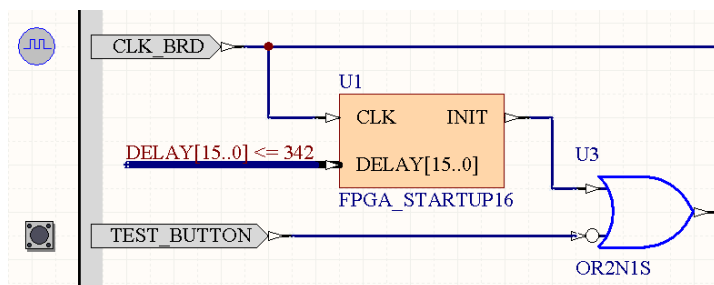 CLK_BRD
U1
CLK
INIT
DELAY[15..0] <= 342
DELAY[15..0]
FPGA_STARTUP16
U3
TEST_BUTTON
OR2N1S